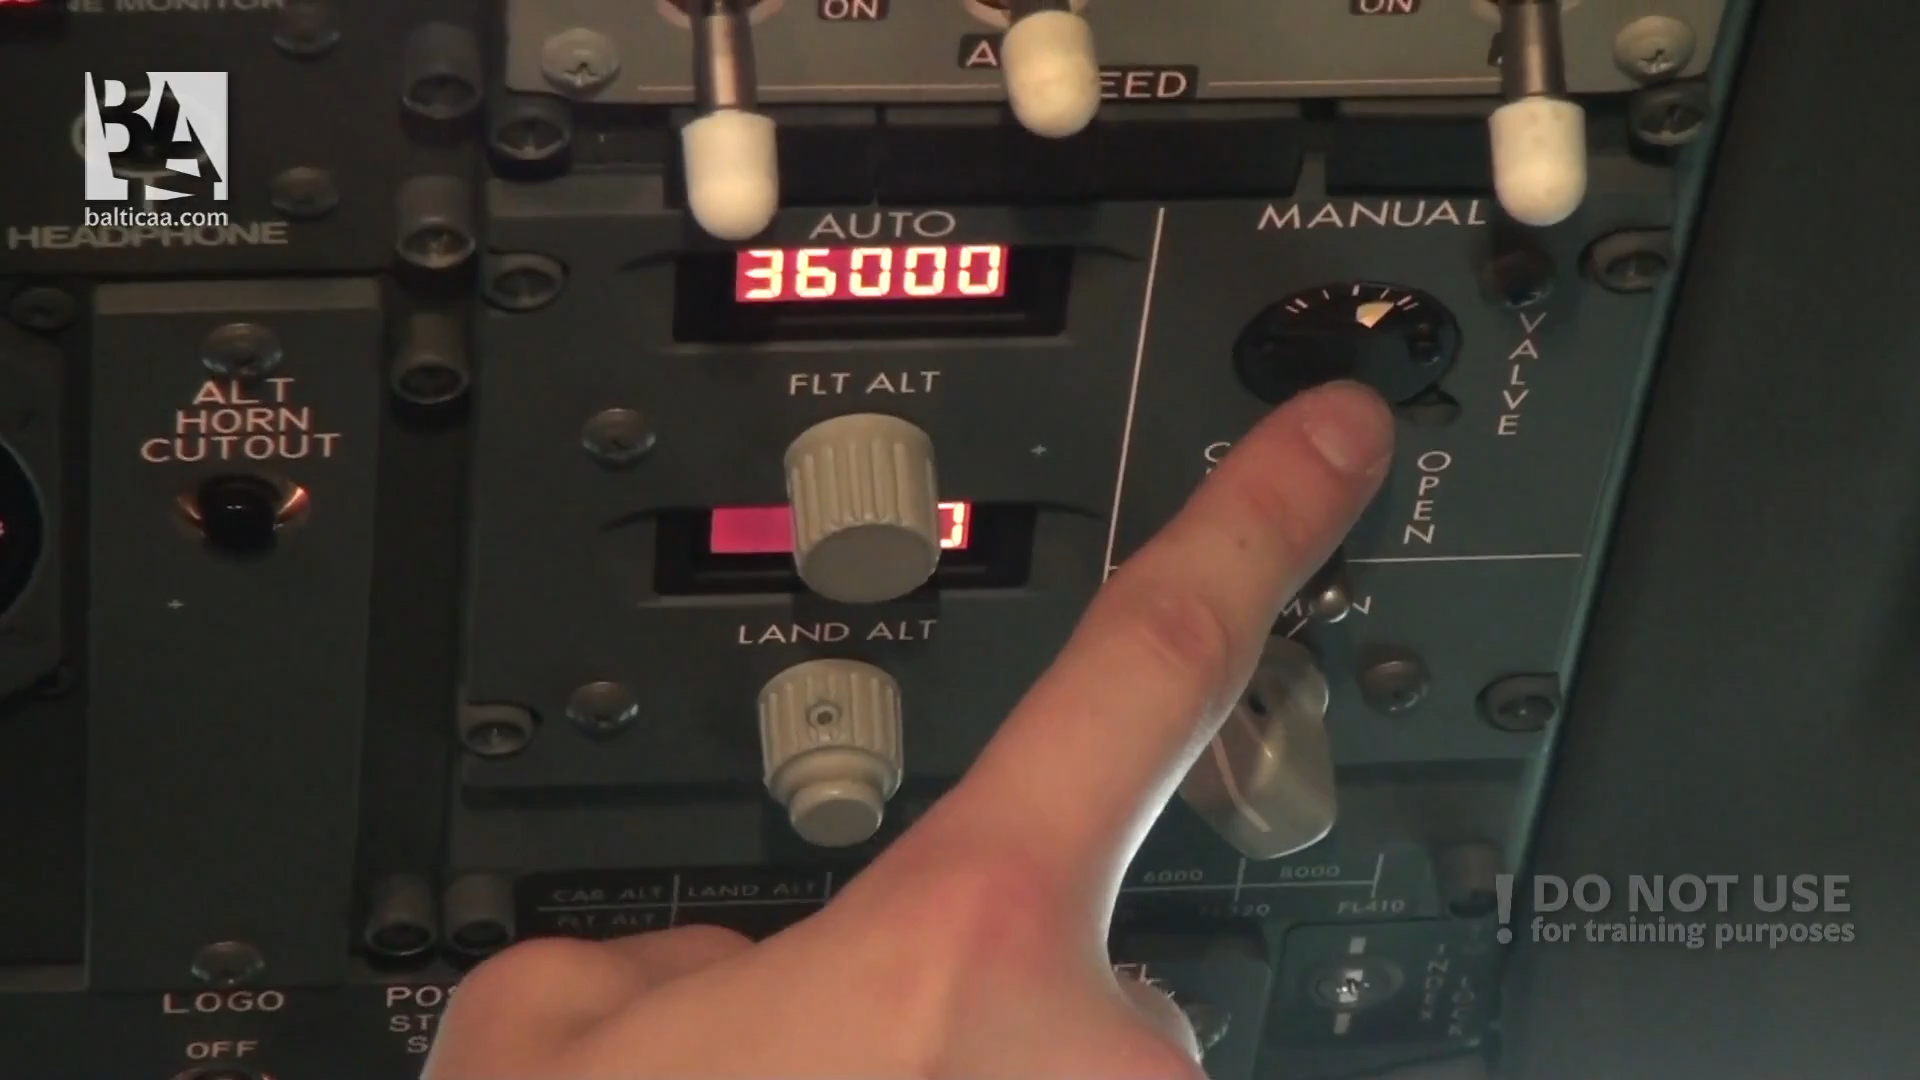 ON
ON
BAA
balticaa.com
HEADPHONE
AUTO
MANUAL
36000
VALVE
FLT ALT
ALT
HORN
CUTOUT
OPEN
LAND ALT
6000
8000
CAB ALT
LAND ALT
FLT ALT
FL410
! DO NOT USE
for training purposes
LOGO
OFF